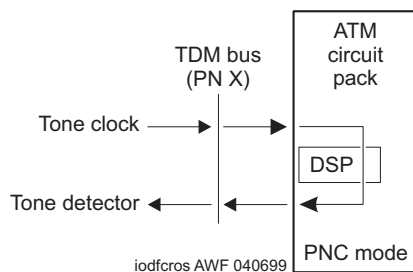 ATM
circuit
pack
TDM bus
(PN X)
Tone clock
DSP
Tone detector
PNC mode
iodfcros AWF 040699